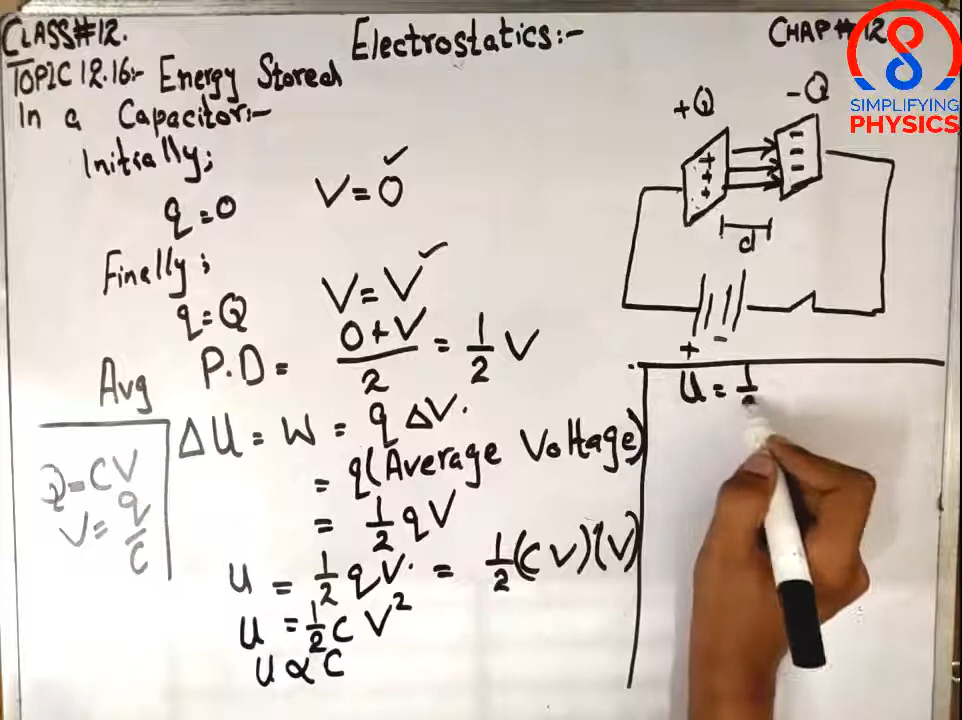 CLASS#12.
Electrostatics:-
CHAP#12
SIMPLIFYING
PHYSICS
TOPIC 12.16:- Energy Stored
In a Capacitor:-
Initially;
q=0 V=0 ✓
Finally;
q=Q V=V ✓
Avg P.D = (0+V)/2 = 1/2 V
ΔU = W = q ΔV.
= q(Average Voltage)
= 1/2 qV
U = 1/2 qV. = 1/2 (CV)(V)
U = 1/2 C V²
U ∝ C
Q=CV
V= q/C
+Q -Q
+ + +
- - -
d
+ -
U = 1/2